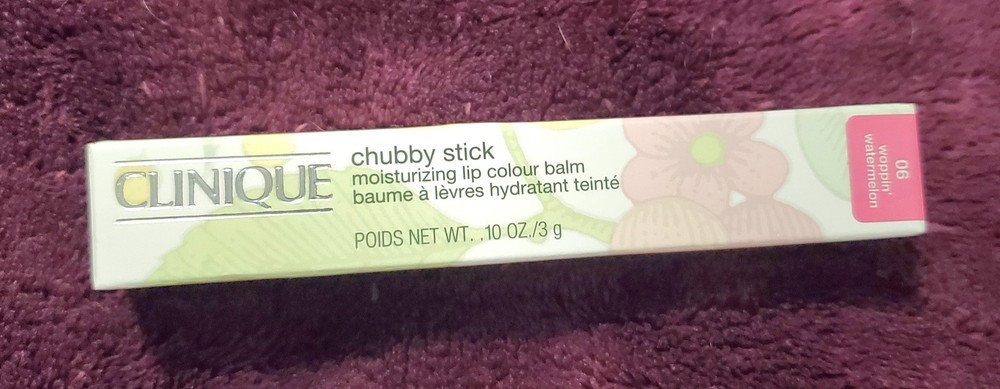 CLINIQUE
chubby stick
moisturizing lip colour balm
baume à lèvres hydratant teinté
POIDS NET WT. .10 OZ./3 g
06
woppin'
watermelon